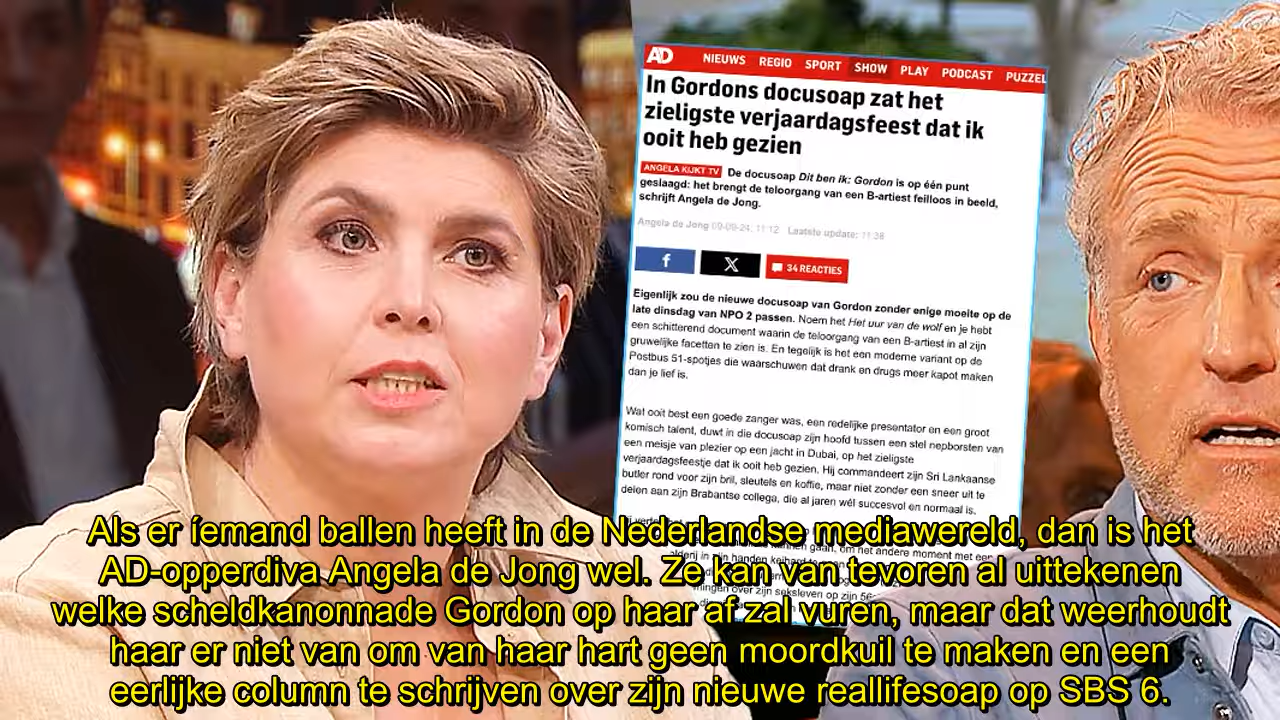 AD NIEUWS REGIO SPORT SHOW PLAY PODCAST PUZZEL
In Gordons docusoap zat het
zieligste verjaardagsfeest dat ik
ooit heb gezien
ANGELA KIJKT TV De docusoap Dit ben ik: Gordon is op één punt
geslaagd: het brengt de teloorgang van een B-artiest feilloos in beeld,
schrijft Angela de Jong.
Angela de Jong 09-09-24, 11:12 Laatste update: 11:38
f X 34 REACTIES
Eigenlijk zou de nieuwe docusoap van Gordon zonder enige moeite op de
late dinsdag van NPO 2 passen. Noem het Het uur van de wolf en je hebt
een schitterend document waarin de teloorgang van een B-artiest in al zijn
gruwelijke facetten te zien is. En tegelijk is het een moderne variant op de
Postbus 51-spotjes die waarschuwen dat drank en drugs meer kapot maken
dan je lief is.
Wat ooit best een goede zanger was, een redelijke presentator en een groot
komisch talent, duwt in die docusoap zijn hoofd tussen een stel nepborsten van
een meisje van plezier op een jacht in Dubai, op het zieligste
verjaardagsfeestje dat ik ooit heb gezien. Hij commandeert zijn Sri Lankaanse
butler rond voor zijn bril, sleutels en koffie, maar niet zonder een sneer uit te
delen aan zijn Brabantse collega, die al jaren wél succesvol en normaal is.
Als er íemand ballen heeft in de Nederlandse mediawereld, dan is het
AD-opperdiva Angela de Jong wel. Ze kan van tevoren al uittekenen
welke scheldkanonnade Gordon op haar af zal vuren, maar dat weerhoudt
haar er niet van om van haar hart geen moordkuil te maken en een
eerlijke column te schrijven over zijn nieuwe reallifesoap op SBS 6.